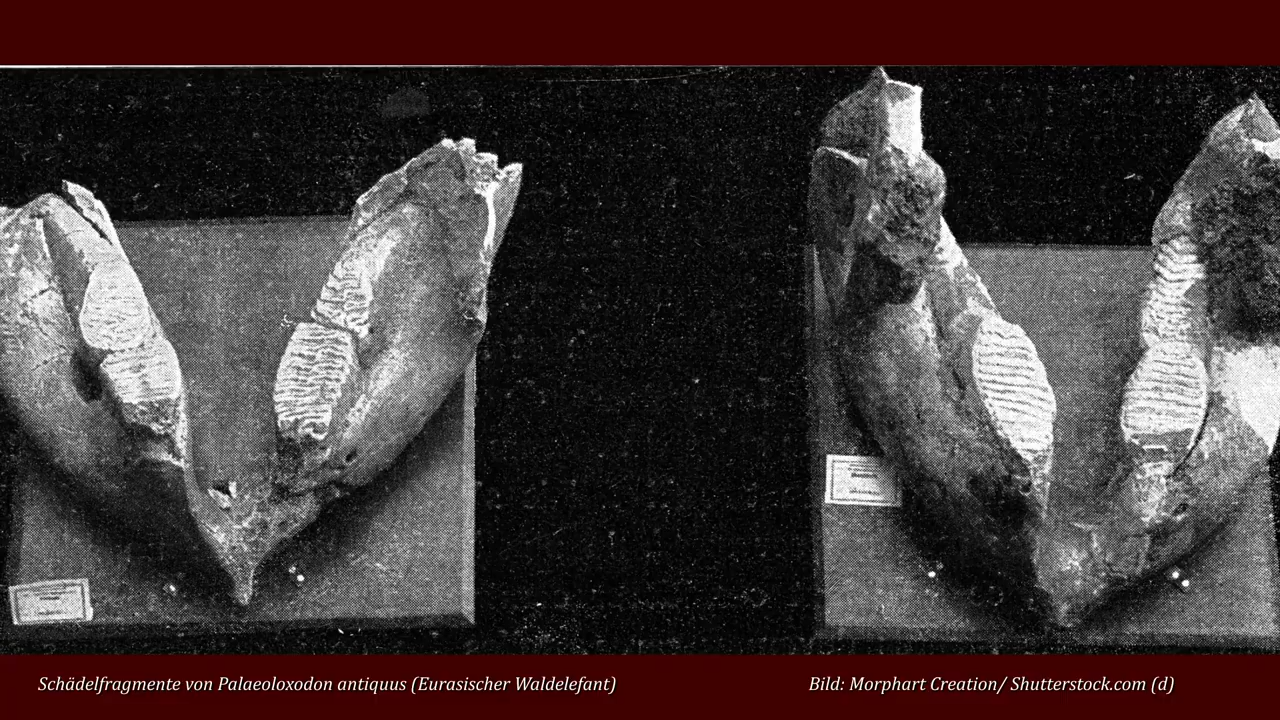 Schädelfragmente von Palaeoloxodon antiquus (Eurasischer Waldelefant)
Bild: Morphart Creation/ Shutterstock.com (d)